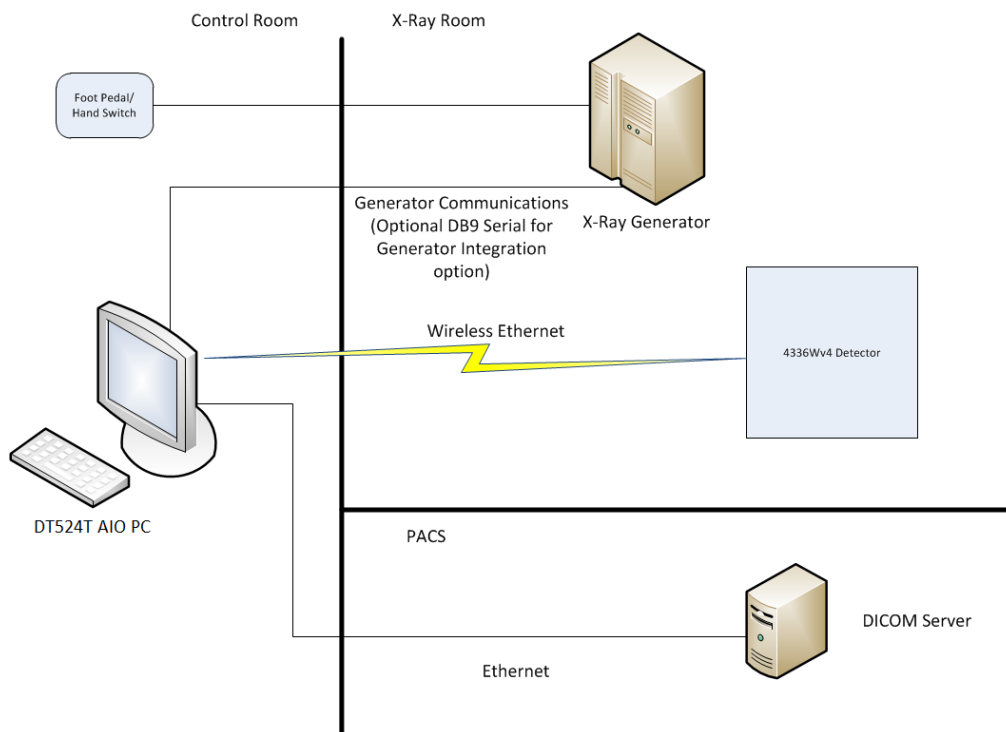 Control Room
X-Ray Room
Foot Pedal/
Hand Switch
Generator Communications
(Optional DB9 Serial for
Generator Integration
option)
X-Ray Generator
Wireless Ethernet
4336Wv4 Detector
DT524T AIO PC
PACS
DICOM Server
Ethernet